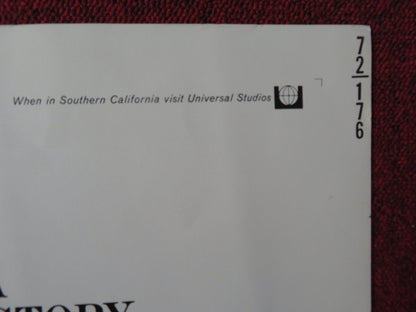 When in Southern California visit Universal Studios
72/176